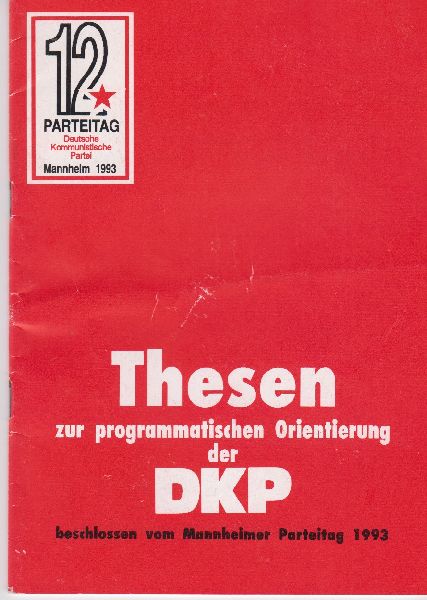 12
PARTEITAG
Deutsche
Kommunistische
Partei
Mannheim 1993
Thesen
zur programmatischen Orientierung
der
DKP
beschlossen vom Mannheimer Parteitag 1993